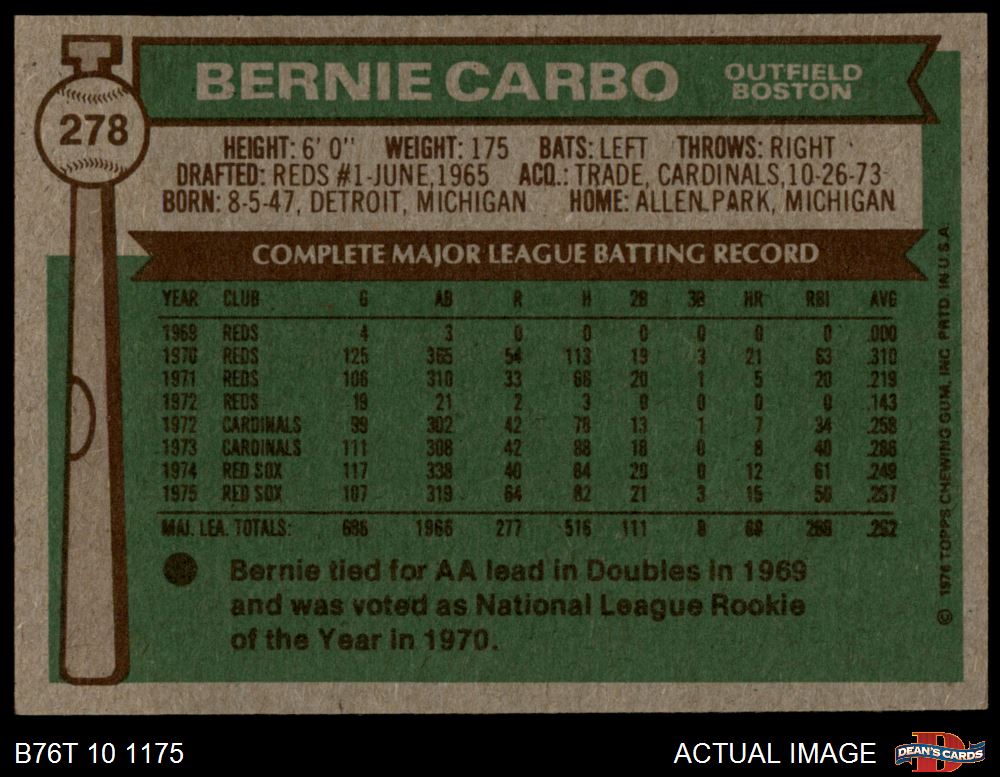 BERNIE CARBO OUTFIELD
BOSTON
278
HEIGHT: 6' 0" WEIGHT: 175 BATS: LEFT THROWS: RIGHT
DRAFTED: REDS #1-JUNE,1965 ACQ.: TRADE, CARDINALS,10-26-73
BORN: 8-5-47, DETROIT, MICHIGAN HOME: ALLEN PARK, MICHIGAN
COMPLETE MAJOR LEAGUE BATTING RECORD
YEAR CLUB G AB R H 2B 3B HR RBI AVG
1969 REDS 4 3 0 0 0 0 0 0 .000
1970 REDS 125 365 54 113 19 3 21 63 .310
1971 REDS 106 310 33 68 20 1 5 20 .219
1972 REDS 19 21 2 3 0 0 0 0 .143
1972 CARDINALS 99 302 42 78 13 1 7 34 .258
1973 CARDINALS 111 308 42 88 18 0 8 40 .286
1974 RED SOX 117 338 40 84 20 0 12 61 .249
1975 RED SOX 107 319 64 82 21 3 15 50 .257
MAJ. LEA. TOTALS: 1966 277 516 111 8 68 .262
Bernie tied for AA lead in Doubles in 1969
and was voted as National League Rookie
of the Year in 1970.
© 1976 TOPPS CHEWING GUM, INC. PRTD. IN U.S.A.
B76T 10 1175
ACTUAL IMAGE
DEAN'S CARDS